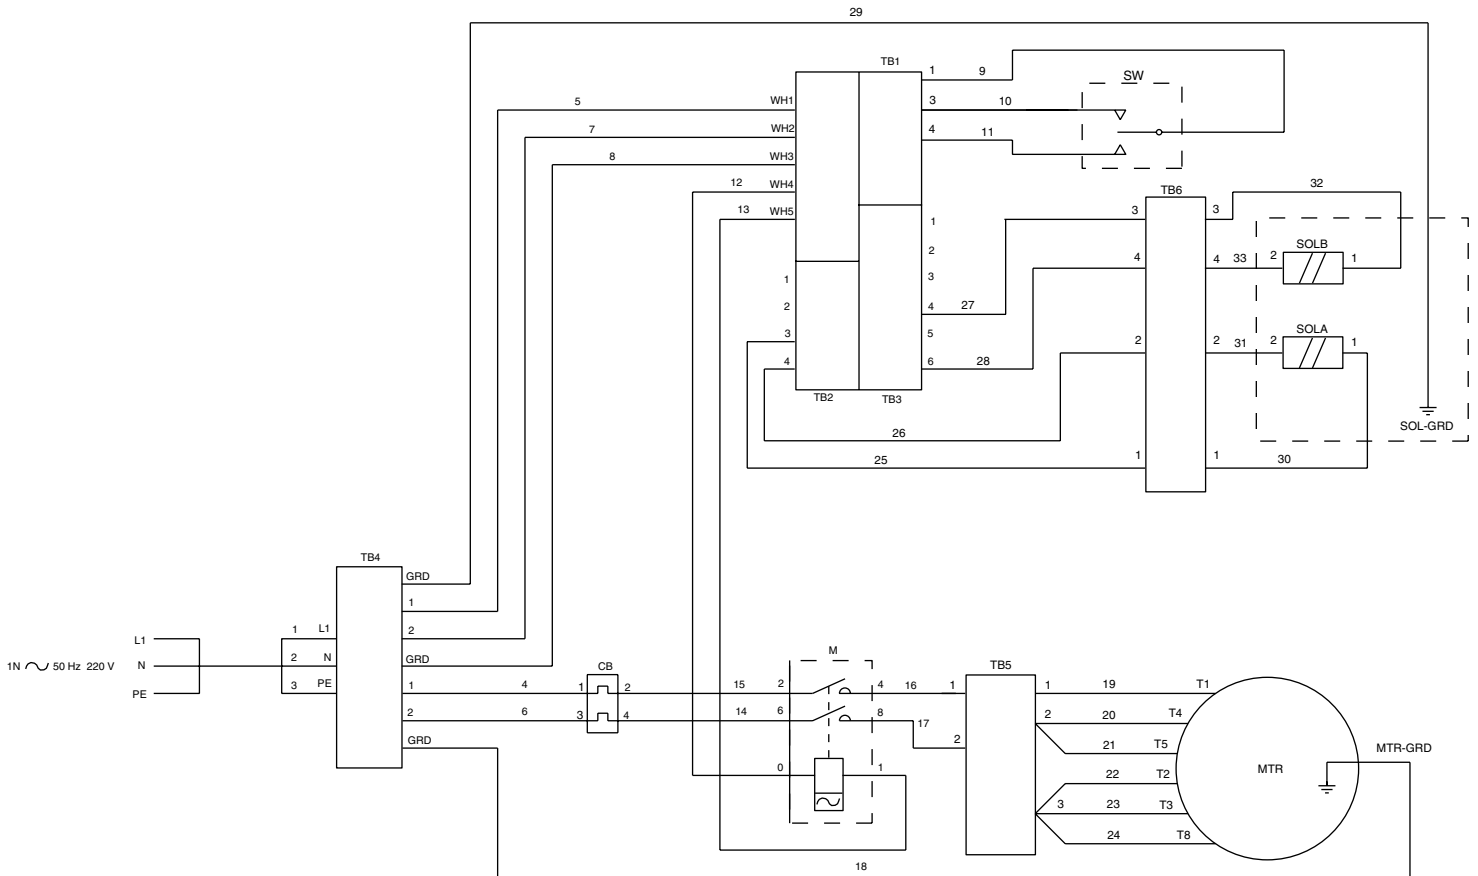 29
TB1
1 9
SW
5 WH1 3 10
7 WH2 4 11
8 WH3
12 WH4 TB6 32
13 WH5 1 3 3
SOLB
2 4 4 33 2 1
1 3
2 4 27
SOLA
3 5 2 2 31 2 1
4 6 28
TB2 TB3
SOL-GRD
26
25 1 1 30
TB4
GRD
1
L1 1 L1 2 M
1N 50 Hz 220 V N 2 N GRD CB TB5
PE 3 PE 1 4 1 2 15 2 4 16 1 1 19 T1
2 6 3 4 14 6 8 17 2 20 T4
GRD 2 21 T5 MTR-GRD
0 1 22 T2 MTR
3 23 T3
24 T8
18